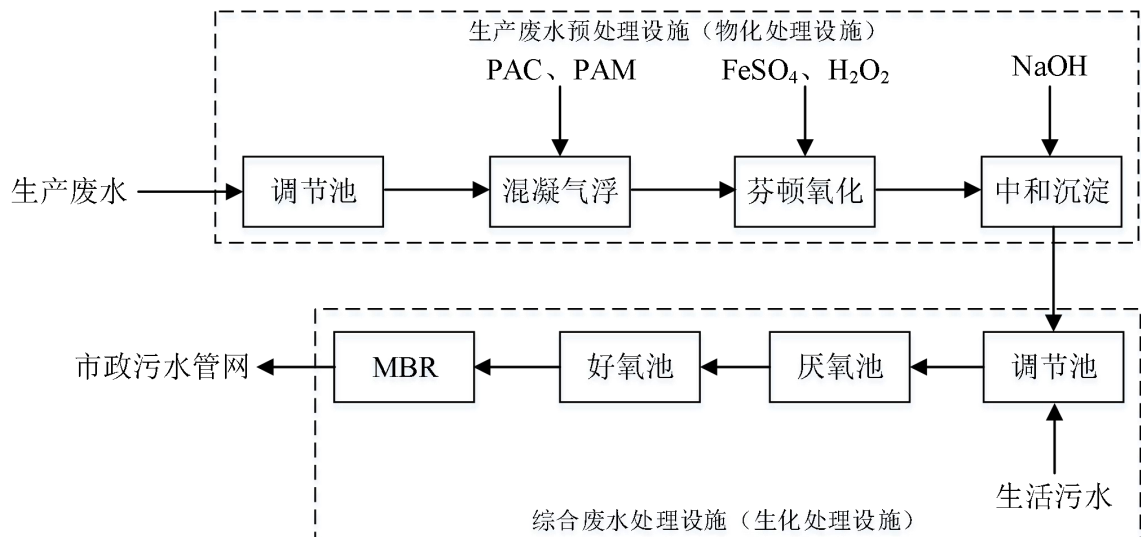 生产废水预处理设施（物化处理设施）
PAC、PAM
FeSO₄、H₂O₂
NaOH
生产废水
调节池
混凝气浮
芬顿氧化
中和沉淀
市政污水管网
MBR
好氧池
厌氧池
调节池
生活污水
综合废水处理设施（生化处理设施）